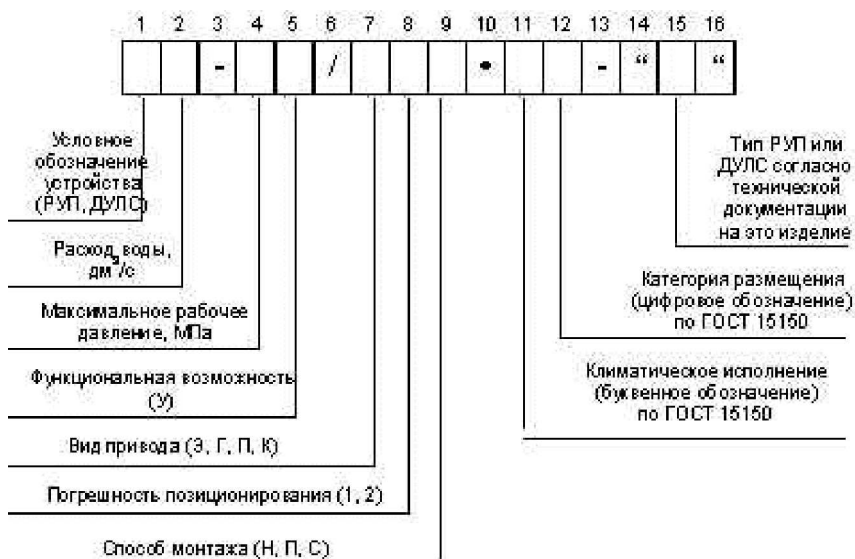 1 2 3 4 5 6 7 8 9 10 11 12 13 14 15 16
- / • - “ “
Условное
обозначение
устройства
(РУП, ДУЛС)
Расход воды,
дм³/с
Максимальное рабочее
давление, МПа
Функциональная возможность
(У)
Вид привода (Э, Г, П, К)
Погрешность позиционирования (1, 2)
Способ монтажа (Н, П, С)
Тип РУП или
ДУЛС согласно
технической
документации
на это изделие
Категория размещения
(цифровое обозначение)
по ГОСТ 15150
Климатическое исполнение
(буквенное обозначение)
по ГОСТ 15150